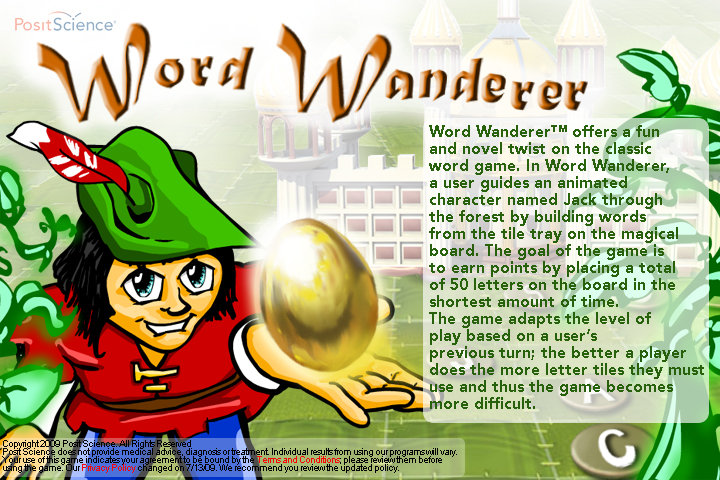 PositScience®
Word Wanderer
Word Wanderer™ offers a fun
and novel twist on the classic
word game. In Word Wanderer,
a user guides an animated
character named Jack through
the forest by building words
from the tile tray on the magical
board. The goal of the game is
to earn points by placing a total
of 50 letters on the board in the
shortest amount of time.
The game adapts the level of
play based on a user's
previous turn; the better a player
does the more letter tiles they must
use and thus the game becomes
more difficult.
R
C
Copyright 2009 Posit Science. All Rights Reserved
Posit Science does not provide medical advice, diagnosis or treatment. Individual results from using our programs will vary.
Your use of this game indicates your agreement to be bound by the Terms and Conditions; please review them before
using the game. Our Privacy Policy changed on 7/13/09. We recommend you review the updated policy.